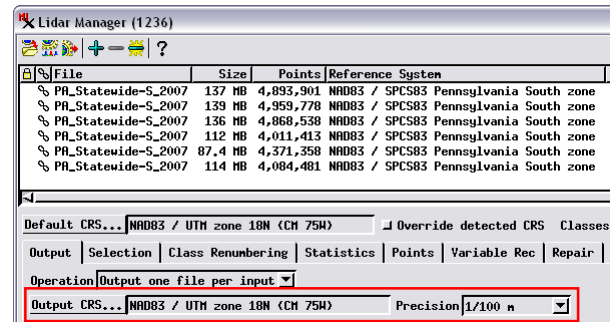 Lidar Manager (1236)
?
File Size Points Reference System
PA_Statewide-S_2007 137 MB 4,893,901 NAD83 / SPCS83 Pennsylvania South zone
PA_Statewide-S_2007 139 MB 4,959,778 NAD83 / SPCS83 Pennsylvania South zone
PA_Statewide-S_2007 136 MB 4,868,538 NAD83 / SPCS83 Pennsylvania South zone
PA_Statewide-S_2007 112 MB 4,011,413 NAD83 / SPCS83 Pennsylvania South zone
PA_Statewide-S_2007 87.4 MB 4,371,358 NAD83 / SPCS83 Pennsylvania South zone
PA_Statewide-S_2007 114 MB 4,084,481 NAD83 / SPCS83 Pennsylvania South zone
Default CRS... NAD83 / UTM zone 18N (CM 75W) Override detected CRS Classes
Output Selection Class Renumbering Statistics Points Variable Rec Repair
Operation Output one file per input
Output CRS... NAD83 / UTM zone 18N (CM 75W) Precision 1/100 m